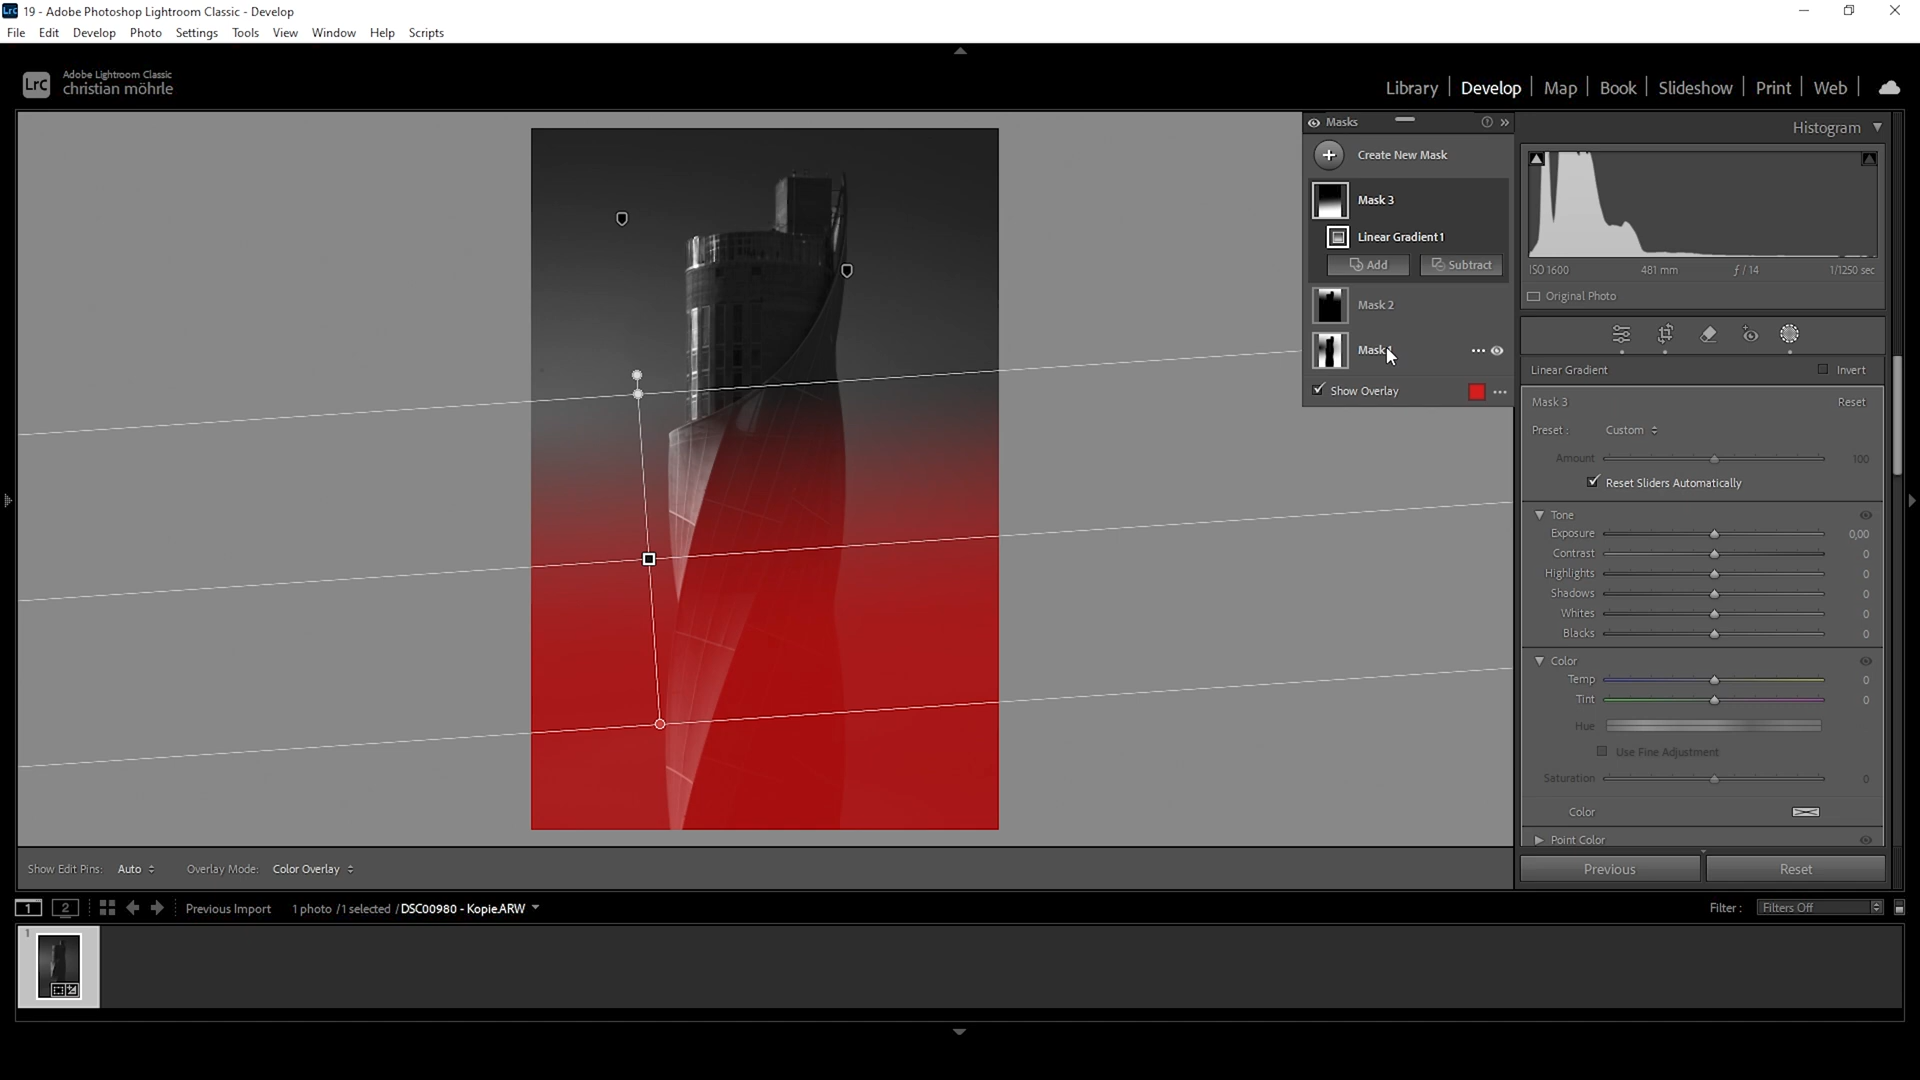 19 - Adobe Photoshop Lightroom Classic - Develop
File Edit Develop Photo Settings Tools View Window Help Scripts
LrC
Adobe Lightroom Classic
christian möhrle
Library Develop Map Book Slideshow Print Web
Masks
Histogram
Create New Mask
Mask 3
Linear Gradient 1
Add Subtract
Mask 2
Mask 1
Show Overlay
ISO 1600 481 mm ƒ / 14 1/1250 sec
Original Photo
Linear Gradient Invert
Mask 3 Reset
Preset : Custom
Amount 100
Reset Sliders Automatically
Tone
Exposure 0,00
Contrast 0
Highlights 0
Shadows 0
Whites 0
Blacks 0
Color
Temp 0
Tint 0
Hue
Use Fine Adjustment
Saturation 0
Color
Point Color
Show Edit Pins: Auto Overlay Mode: Color Overlay
Previous Reset
1 2 Previous Import 1 photo / 1 selected / DSC00980 - Kopie.ARW
Filter : Filters Off
1